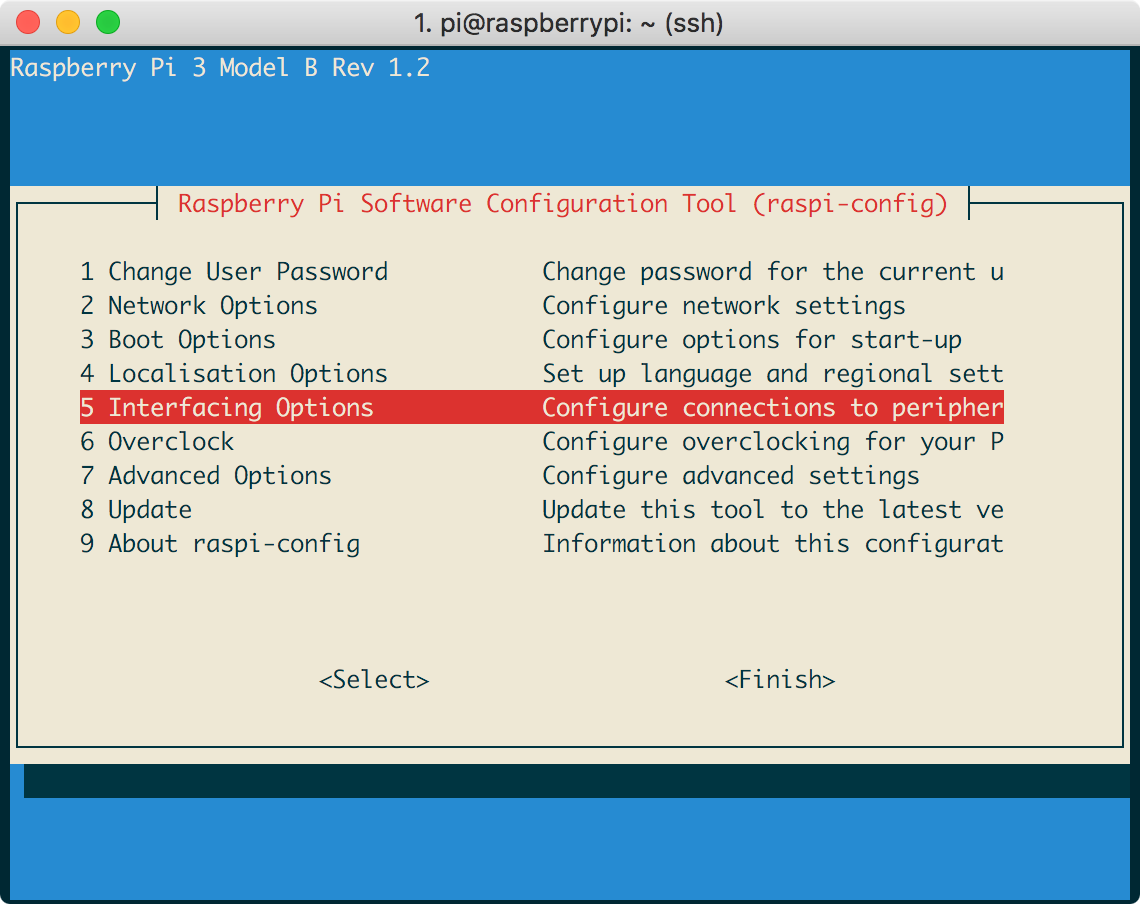 1. pi@raspberrypi: ~ (ssh)
Raspberry Pi 3 Model B Rev 1.2
Raspberry Pi Software Configuration Tool (raspi-config)
1 Change User Password Change password for the current u
2 Network Options Configure network settings
3 Boot Options Configure options for start-up
4 Localisation Options Set up language and regional sett
5 Interfacing Options Configure connections to peripher
6 Overclock Configure overclocking for your P
7 Advanced Options Configure advanced settings
8 Update Update this tool to the latest ve
9 About raspi-config Information about this configurat
<Select> <Finish>